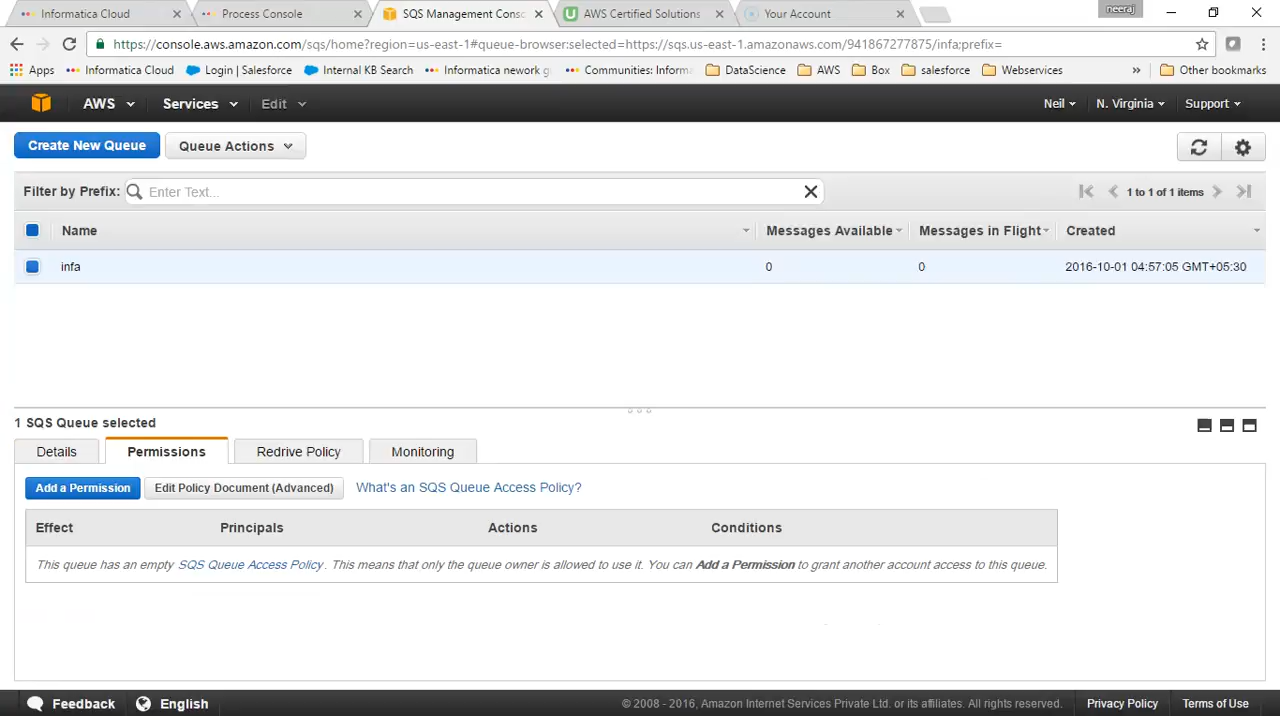 Informatica Cloud
Process Console
SQS Management Consc
AWS Certified Solutions
Your Account
neeraj
https://console.aws.amazon.com/sqs/home?region=us-east-1#queue-browser:selected=https://sqs.us-east-1.amazonaws.com/941867277875/infa;prefix=
Apps Informatica Cloud Login | Salesforce Internal KB Search Informatica nework g Communities: Informa DataScience AWS Box salesforce Webservices » Other bookmarks
AWS Services Edit Neil N. Virginia Support
Create New Queue Queue Actions
Filter by Prefix: Enter Text... 1 to 1 of 1 items
Name Messages Available Messages in Flight Created
infa 0 0 2016-10-01 04:57:05 GMT+05:30
1 SQS Queue selected
Details Permissions Redrive Policy Monitoring
Add a Permission Edit Policy Document (Advanced) What's an SQS Queue Access Policy?
Effect Principals Actions Conditions
This queue has an empty SQS Queue Access Policy. This means that only the queue owner is allowed to use it. You can Add a Permission to grant another account access to this queue.
Feedback English © 2008 - 2016, Amazon Internet Services Private Ltd. or its affiliates. All rights reserved. Privacy Policy Terms of Use